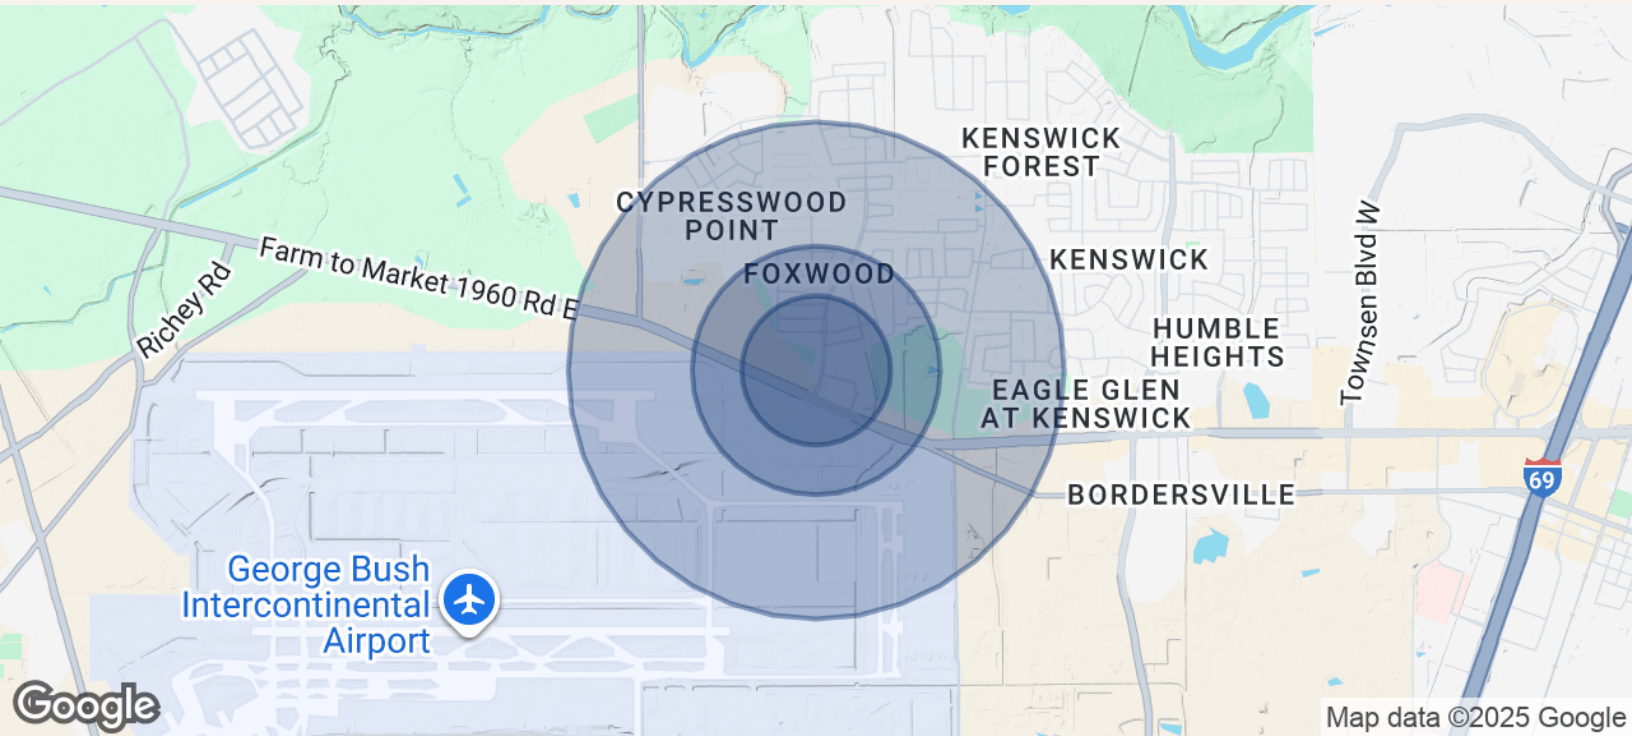 KENSWICK
FOREST
CYPRESSWOOD
POINT
FOXWOOD
KENSWICK
Farm to Market 1960 Rd E
Richey Rd
Townsen Blvd W
HUMBLE
HEIGHTS
EAGLE GLEN
AT KENSWICK
69
BORDERSVILLE
George Bush
Intercontinental
Airport
Google
Map data ©2025 Google